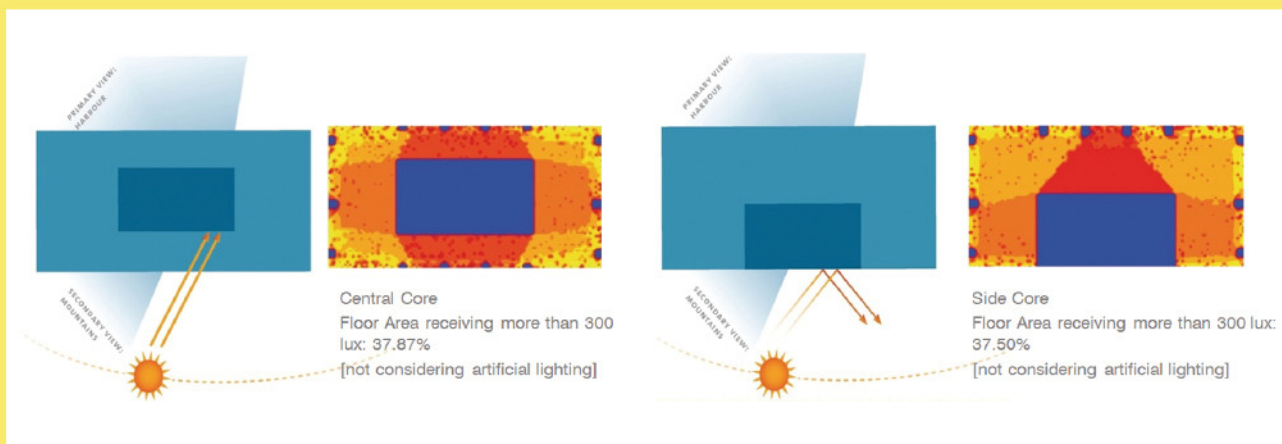 PRIMARY VIEW:
HARBOUR
SECONDARY VIEW:
MOUNTAINS
Central Core
Floor Area receiving more than 300
lux: 37.87%
[not considering artificial lighting]
PRIMARY VIEW:
HARBOUR
SECONDARY VIEW:
MOUNTAINS
Side Core
Floor Area receiving more than 300 lux:
37.50%
[not considering artificial lighting]